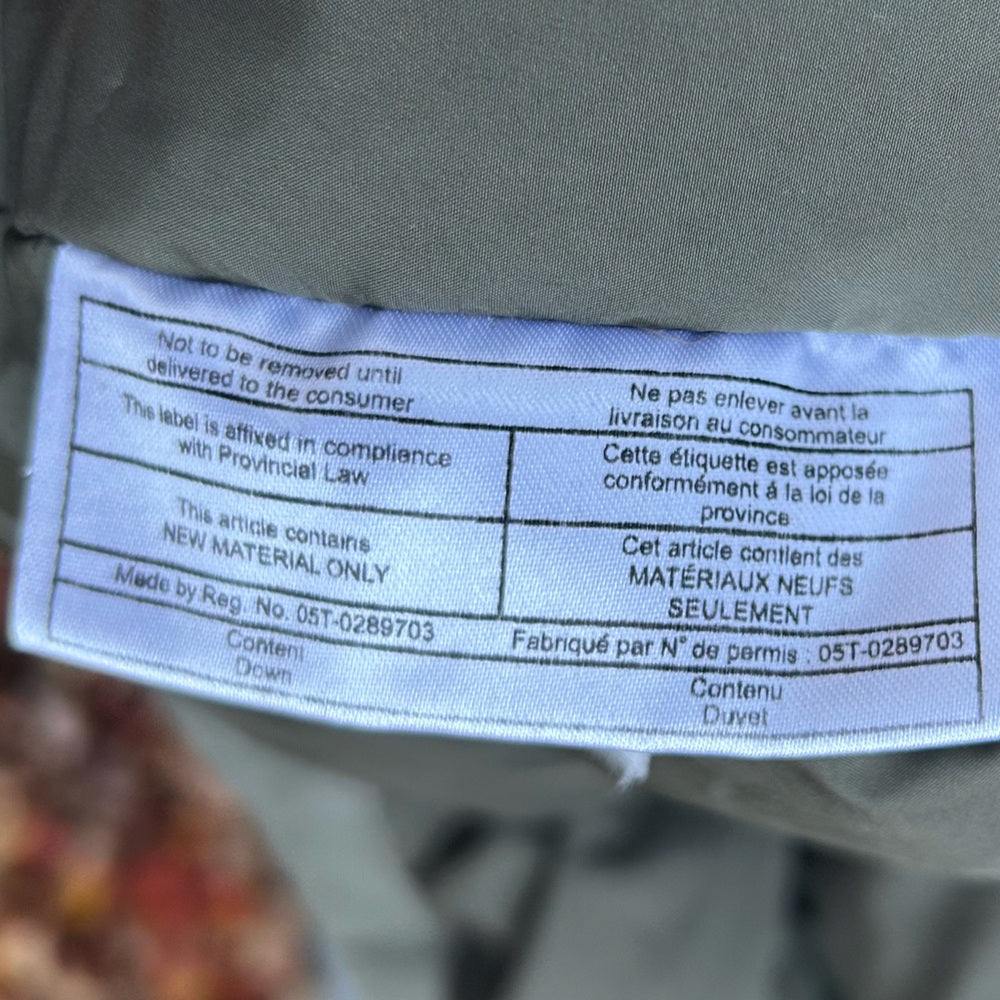 Not to be removed until
delivered to the consumer
Ne pas enlever avant la
livraison au consommateur
This label is affixed in compliance
with Provincial Law
Cette étiquette est apposée
conformément á la loi de la
province
This article contains
NEW MATERIAL ONLY
Cet article contient des
MATÉRIAUX NEUFS
SEULEMENT
Made by Reg. No. 05T-0289703
Fabriqué par N° de permis : 05T-0289703
Content
Down
Contenu
Duvet